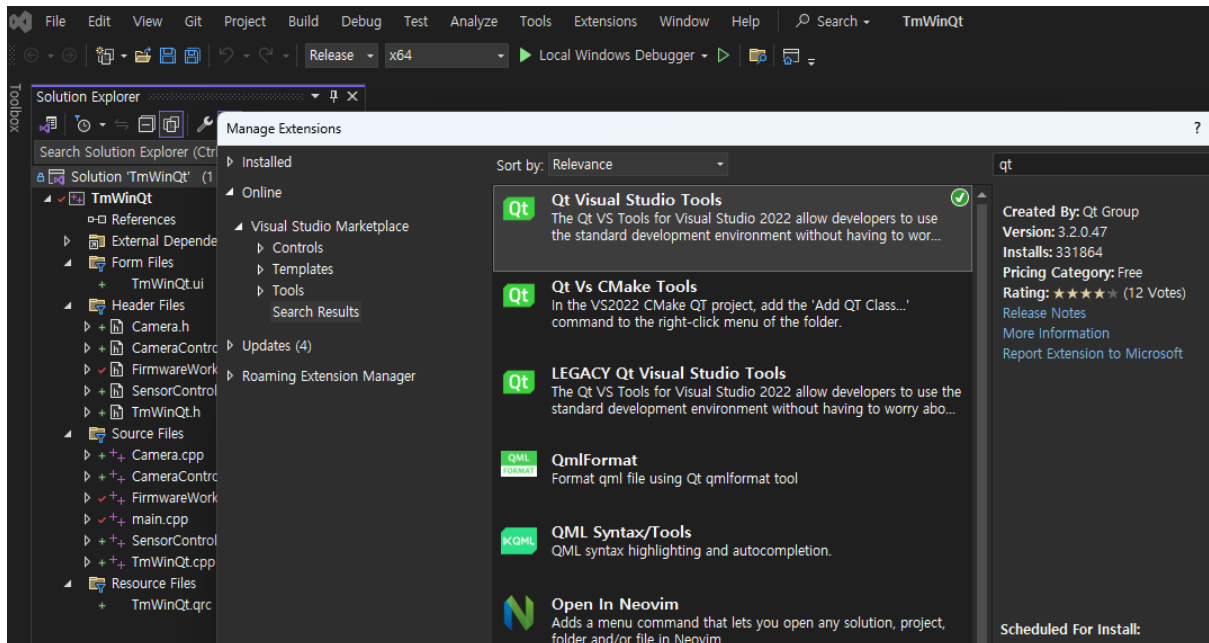 File Edit View Git Project Build Debug Test Analyze Tools Extensions Window Help Search TmWinQt
Release x64 Local Windows Debugger
Toolbox
Solution Explorer
Search Solution Explorer (Ctr
Solution 'TmWinQt' (1
TmWinQt
References
External Depende
Form Files
TmWinQt.ui
Header Files
Camera.h
CameraContrc
FirmwareWork
SensorControl
TmWinQt.h
Source Files
Camera.cpp
CameraContrc
FirmwareWork
main.cpp
SensorControl
TmWinQt.cpp
Resource Files
TmWinQt.qrc
Manage Extensions ?
Installed
Online
Visual Studio Marketplace
Controls
Templates
Tools
Search Results
Updates (4)
Roaming Extension Manager
Sort by: Relevance
qt
Qt
Qt Visual Studio Tools
The Qt VS Tools for Visual Studio 2022 allow developers to use
the standard development environment without having to wor...
Qt
Qt Vs CMake Tools
In the VS2022 CMake QT project, add the 'Add QT Class...'
command to the right-click menu of the folder.
Qt
LEGACY Qt Visual Studio Tools
The Qt VS Tools for Visual Studio 2022 allow developers to use the
standard development environment without having to worry abo...
QML
FORMAT
QmlFormat
Format qml file using Qt qmlformat tool
QML
QML Syntax/Tools
QML syntax highlighting and autocompletion.
Open In Neovim
Adds a menu command that lets you open any solution, project,
folder and/or file in Neovim
Created By: Qt Group
Version: 3.2.0.47
Installs: 331864
Pricing Category: Free
Rating: (12 Votes)
Release Notes
More Information
Report Extension to Microsoft
Scheduled For Install: